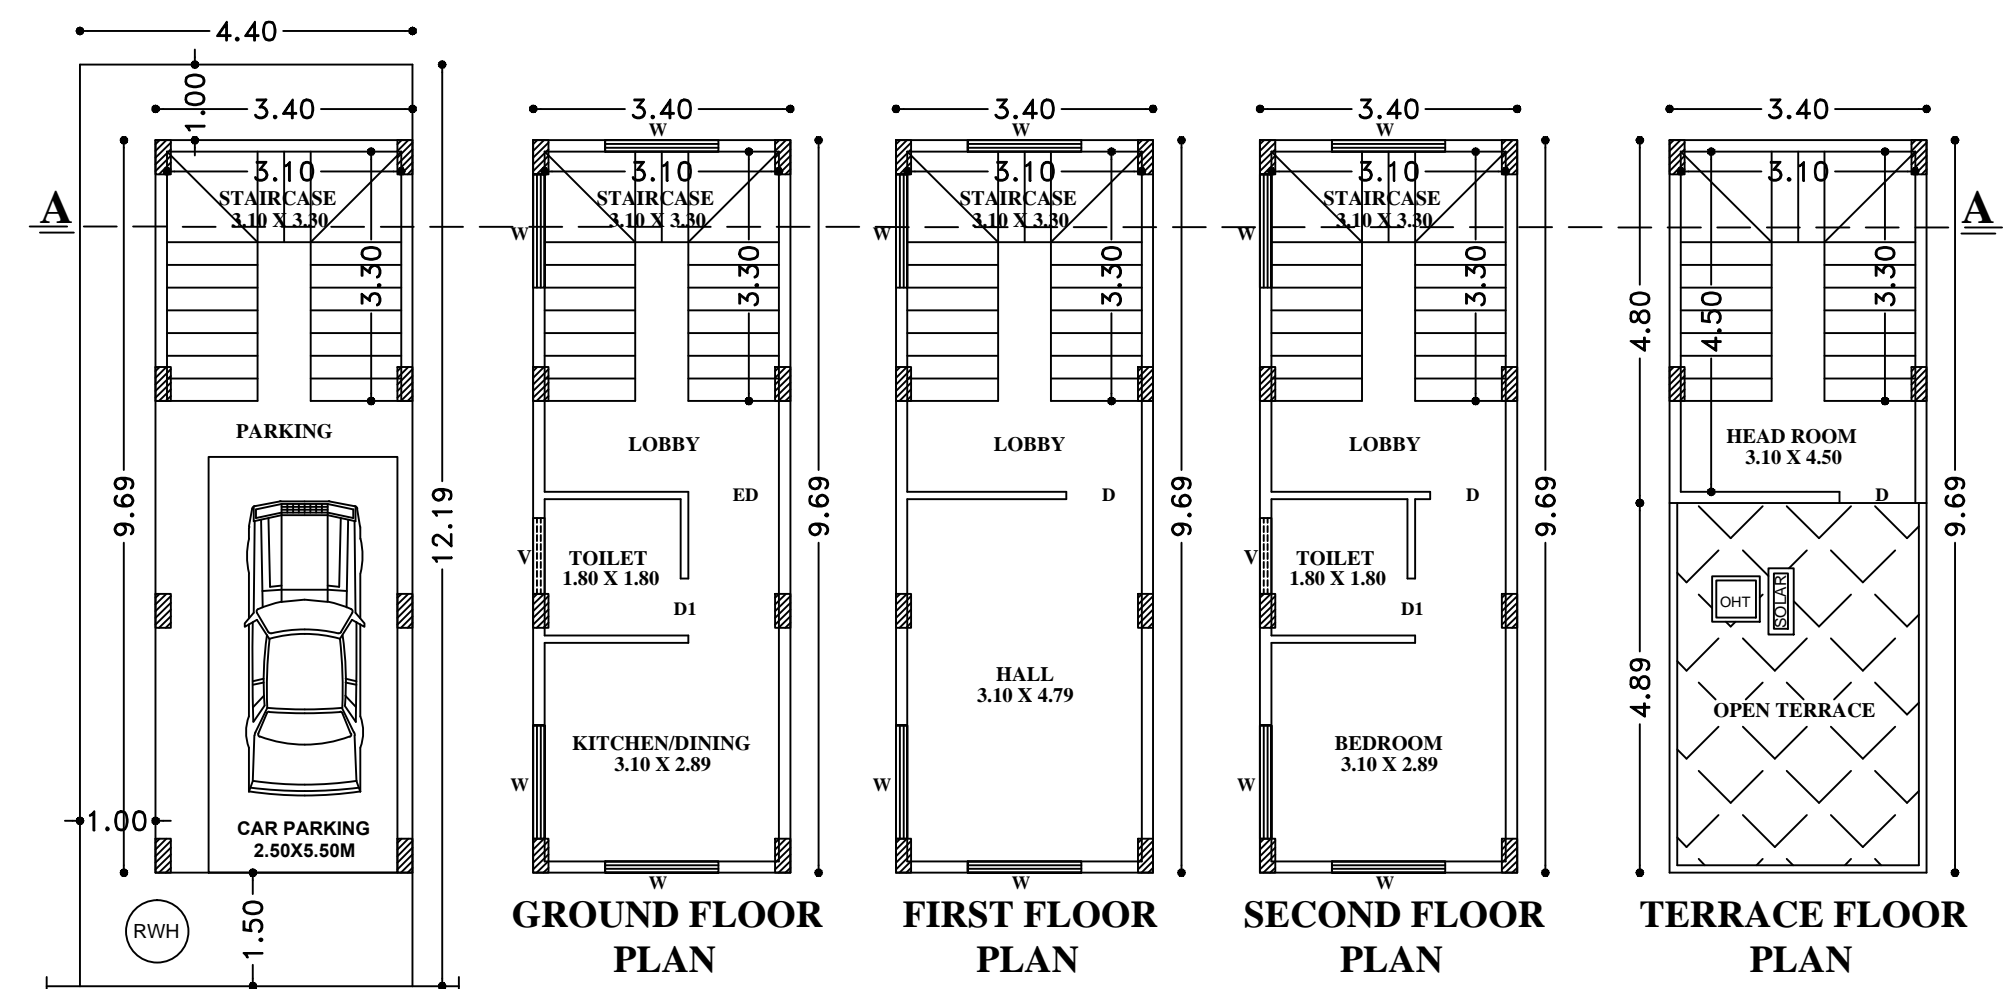 4.40
1.00
3.40
3.10
STAIRCASE
3.10 X 3.30
A
3.30
PARKING
9.69
12.19
1.00
CAR PARKING
2.50X5.50M
RWH
1.50
3.40
W
3.10
STAIRCASE
3.10 X 3.30
W
3.30
LOBBY
ED
9.69
V
TOILET
1.80 X 1.80
D1
KITCHEN/DINING
3.10 X 2.89
W
W
GROUND FLOOR
PLAN
3.40
W
3.10
STAIRCASE
3.10 X 3.30
W
3.30
LOBBY
D
9.69
HALL
3.10 X 4.79
W
W
FIRST FLOOR
PLAN
3.40
W
3.10
STAIRCASE
3.10 X 3.30
W
3.30
LOBBY
D
9.69
V
TOILET
1.80 X 1.80
D1
BEDROOM
3.10 X 2.89
W
W
SECOND FLOOR
PLAN
3.40
3.10
A
3.30
4.80
4.50
HEAD ROOM
3.10 X 4.50
D
9.69
OHT
SOLAR
4.89
OPEN TERRACE
TERRACE FLOOR
PLAN